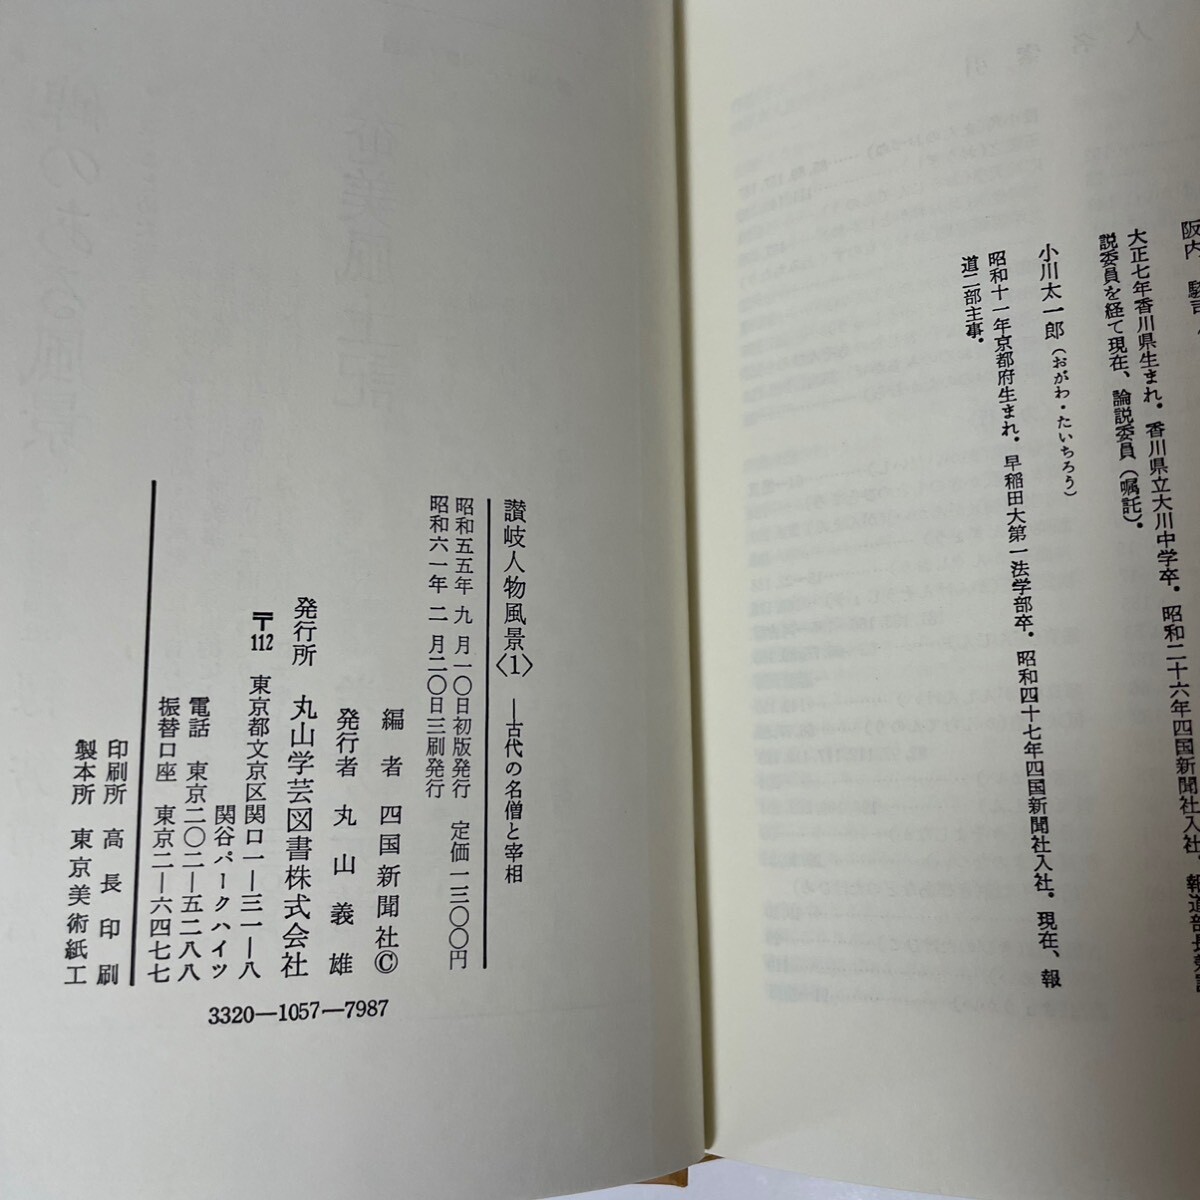 大正七年香川県生まれ。香川県立大川中学卒。昭和二十六年四国新聞社入社。報道部長兼論
説委員を経て現在、論説委員(嘱託)。
小川太一郎(おがわ・たいちろう)
昭和十一年京都府生まれ。早稲田大第一法学部卒。昭和四十七年四国新聞社入社。現在、報
道二部主事。
讃岐人物風景〈1〉 ―古代の名僧と宰相
昭和五五年 九 月一〇日初版発行 定価一三〇〇円
昭和六一年 二 月二〇日三刷発行
編者 四国新聞社©
発行者 丸山義雄
発行所 丸山学芸図書株式会社
〒112 東京都文京区関口一―三一―八
関谷パークハイツ
電話 東京二〇二―五二八八
振替口座 東京二―六四七七
印刷所 高長印刷
製本所 東京美術紙工
3320―1057―7987